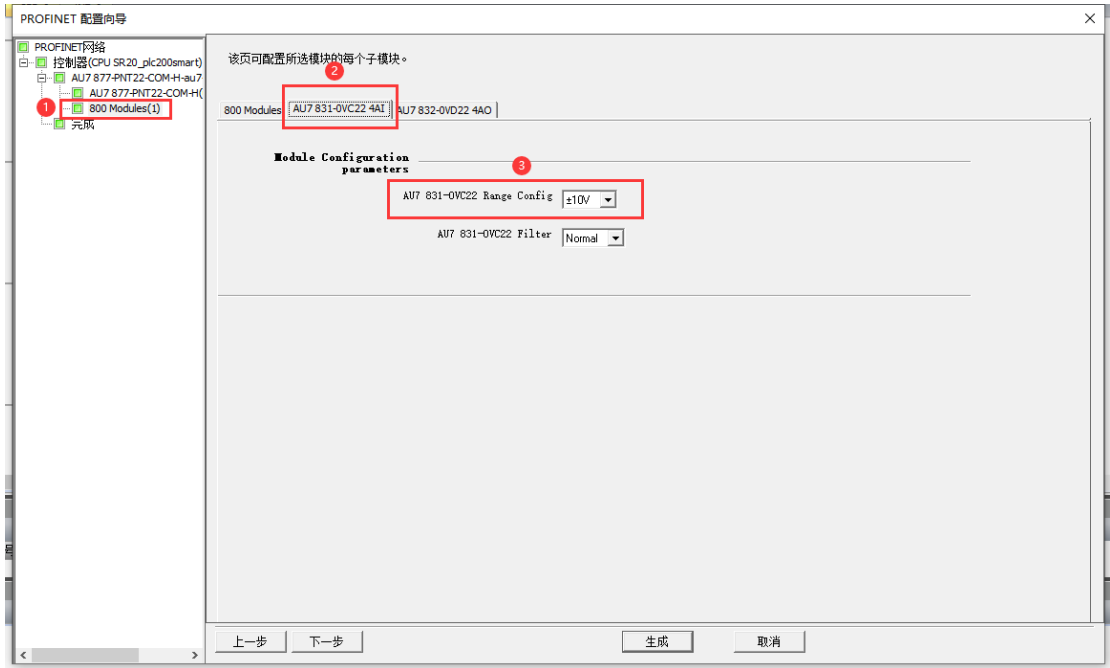 PROFINET 配置向导
PROFINET网络
控制器(CPU SR20_plc200smart)
AU7 877-PNT22-COM-H-au7
AU7 877-PNT22-COM-H(
800 Modules(1)
完成
1
该页可配置所选模块的每个子模块。
2
800 Modules
AU7 831-0VC22 4AI
AU7 832-0VD22 4AO
Module Configuration
parameters
3
AU7 831-0VC22 Range Config
±10V
AU7 831-0VC22 Filter
Normal
上一步
下一步
生成
取消